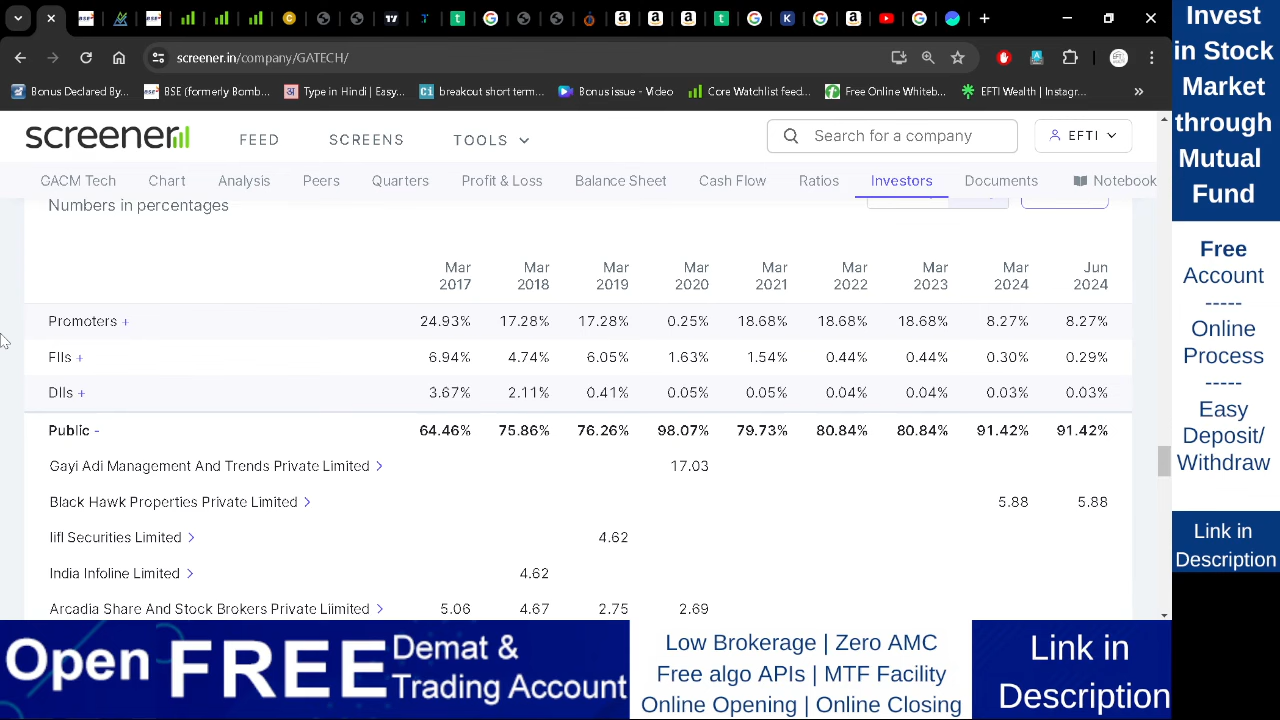 screener.in/company/GATECH/
Bonus Declared By... BSE (formerly Bomb... Type in Hindi | Easy... breakout short term... Bonus issue - Video Core Watchlist feed... Free Online Whiteb... EFTI Wealth | Instagr... »
screener FEED SCREENS TOOLS Search for a company EFTI
GACM Tech Chart Analysis Peers Quarters Profit & Loss Balance Sheet Cash Flow Ratios Investors Documents Notebook
Numbers in percentages
Mar 2017 Mar 2018 Mar 2019 Mar 2020 Mar 2021 Mar 2022 Mar 2023 Mar 2024 Jun 2024
Promoters + 24.93% 17.28% 17.28% 0.25% 18.68% 18.68% 18.68% 8.27% 8.27%
FIIs + 6.94% 4.74% 6.05% 1.63% 1.54% 0.44% 0.44% 0.30% 0.29%
DIIs + 3.67% 2.11% 0.41% 0.05% 0.05% 0.04% 0.04% 0.03% 0.03%
Public - 64.46% 75.86% 76.26% 98.07% 79.73% 80.84% 80.84% 91.42% 91.42%
Gayi Adi Management And Trends Private Limited > 17.03
Black Hawk Properties Private Limited > 5.88 5.88
Iifl Securities Limited > 4.62
India Infoline Limited > 4.62
Arcadia Share And Stock Brokers Private Liimited > 5.06 4.67 2.75 2.69
Invest
in Stock
Market
through
Mutual
Fund
Free
Account
-----
Online
Process
-----
Easy
Deposit/
Withdraw
Link in
Description
Open FREE Demat &
Trading Account
Low Brokerage | Zero AMC
Free algo APIs | MTF Facility
Online Opening | Online Closing
Link in
Description